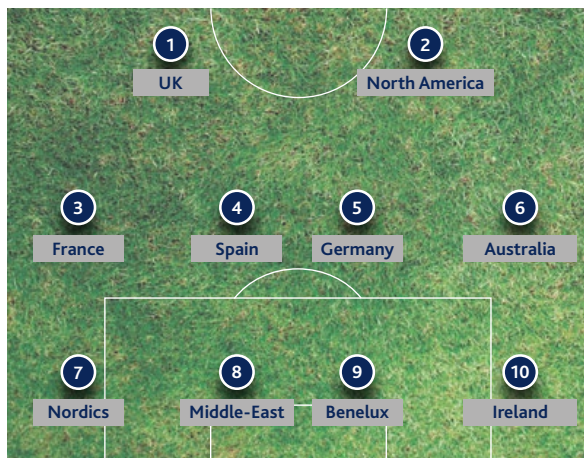 1
UK
2
North America
3
France
4
Spain
5
Germany
6
Australia
7
Nordics
8
Middle-East
9
Benelux
10
Ireland